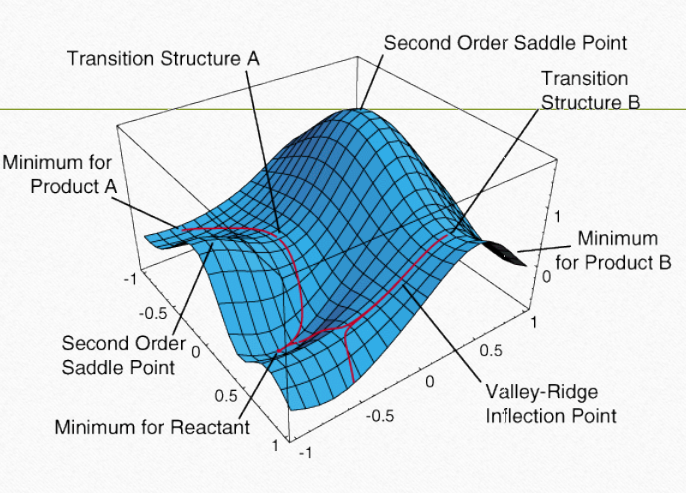 Second Order Saddle Point
Transition Structure A
Transition
Structure B
Minimum for
Product A
1
Minimum
for Product B
0
-1
-0.5
1
Second Order
Saddle Point
0
0.5
0
0.5
Valley-Ridge
Inflection Point
-0.5
Minimum for Reactant
1
-1